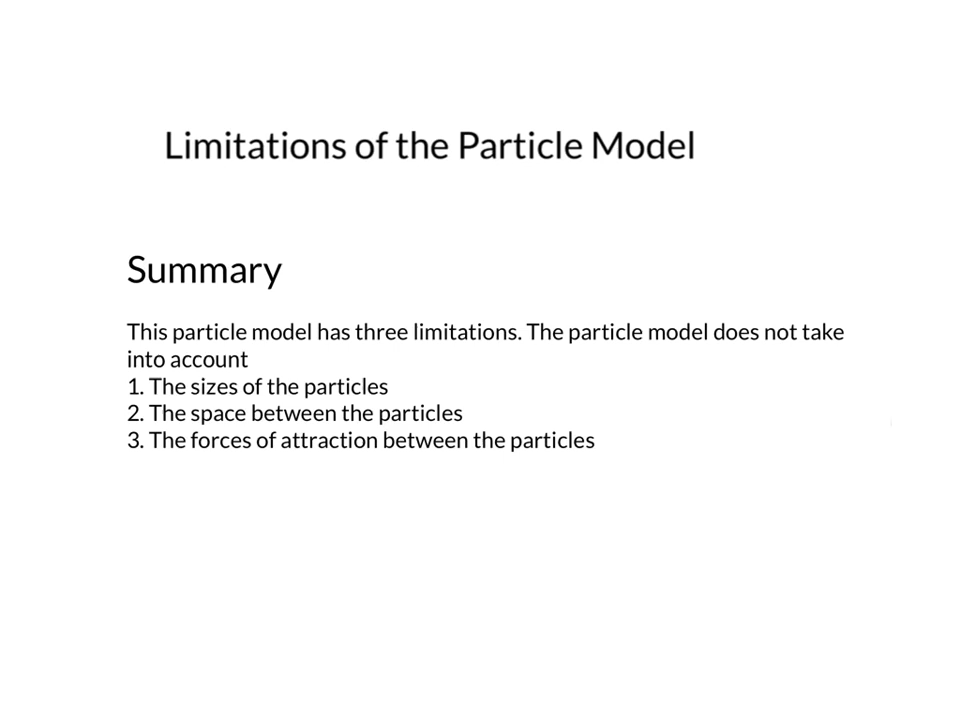 Limitations of the Particle Model
Summary
This particle model has three limitations. The particle model does not take
into account
1. The sizes of the particles
2. The space between the particles
3. The forces of attraction between the particles